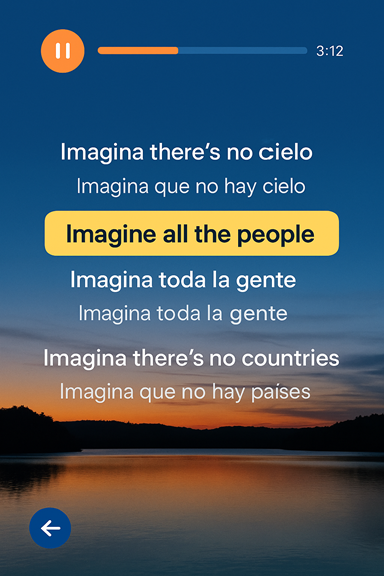 3:12
Imagina there's no cielo
Imagina que no hay cielo
Imagine all the people
Imagina toda la gente
Imagina toda la gente
Imagina there's no countries
Imagina que no hay países